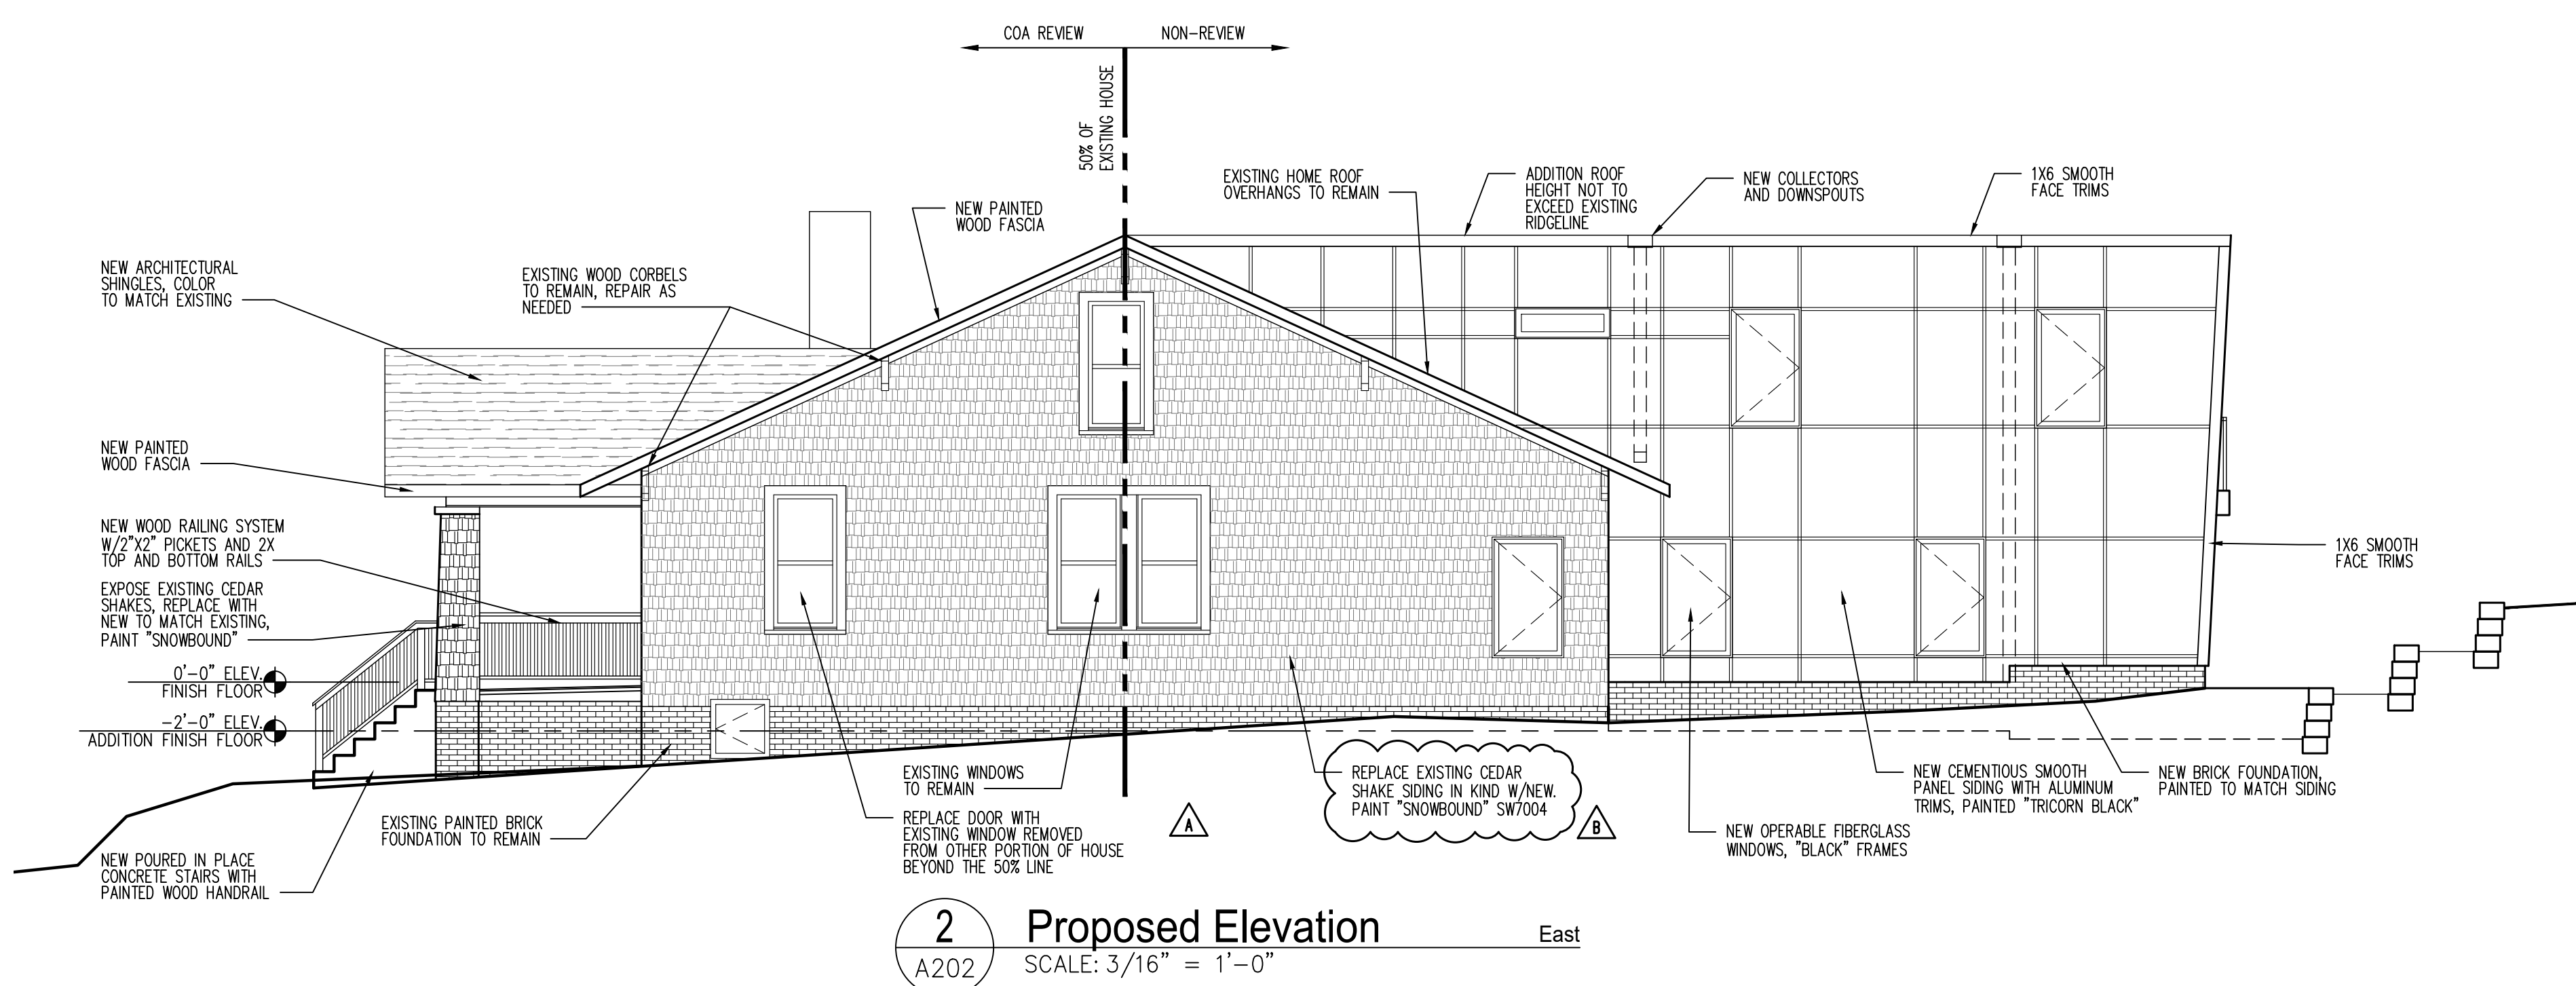 COA REVIEW
NON-REVIEW
50% OF
EXISTING HOUSE
NEW PAINTED
WOOD FASCIA
EXISTING HOME ROOF
OVERHANGS TO REMAIN
ADDITION ROOF
HEIGHT NOT TO
EXCEED EXISTING
RIDGELINE
NEW COLLECTORS
AND DOWNSPOUTS
1X6 SMOOTH
FACE TRIMS
NEW ARCHITECTURAL
SHINGLES, COLOR
TO MATCH EXISTING
EXISTING WOOD CORBELS
TO REMAIN, REPAIR AS
NEEDED
NEW PAINTED
WOOD FASCIA
NEW WOOD RAILING SYSTEM
W/2"X2" PICKETS AND 2X
TOP AND BOTTOM RAILS
EXPOSE EXISTING CEDAR
SHAKES, REPLACE WITH
NEW TO MATCH EXISTING,
PAINT "SNOWBOUND"
0'-0" ELEV.
FINISH FLOOR
-2'-0" ELEV.
ADDITION FINISH FLOOR
1X6 SMOOTH
FACE TRIMS
NEW POURED IN PLACE
CONCRETE STAIRS WITH
PAINTED WOOD HANDRAIL
EXISTING PAINTED BRICK
FOUNDATION TO REMAIN
EXISTING WINDOWS
TO REMAIN
REPLACE DOOR WITH
EXISTING WINDOW REMOVED
FROM OTHER PORTION OF HOUSE
BEYOND THE 50% LINE
A
REPLACE EXISTING CEDAR
SHAKE SIDING IN KIND W/NEW.
PAINT "SNOWBOUND" SW7004
B
NEW OPERABLE FIBERGLASS
WINDOWS, "BLACK" FRAMES
NEW CEMENTIOUS SMOOTH
PANEL SIDING WITH ALUMINUM
TRIMS, PAINTED "TRICORN BLACK"
NEW BRICK FOUNDATION,
PAINTED TO MATCH SIDING
2
A202
Proposed Elevation
East
SCALE: 3/16" = 1'-0"